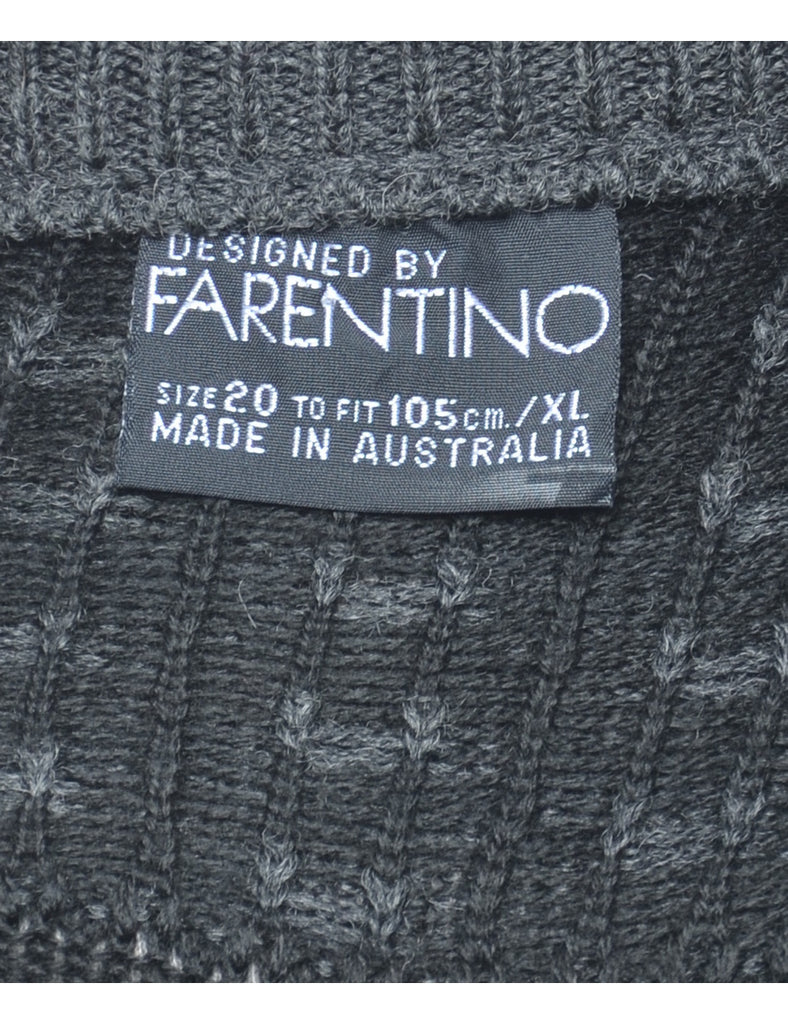 DESIGNED BY
FARENTINO
SIZE 20 TO FIT 105cm./XL
MADE IN AUSTRALIA